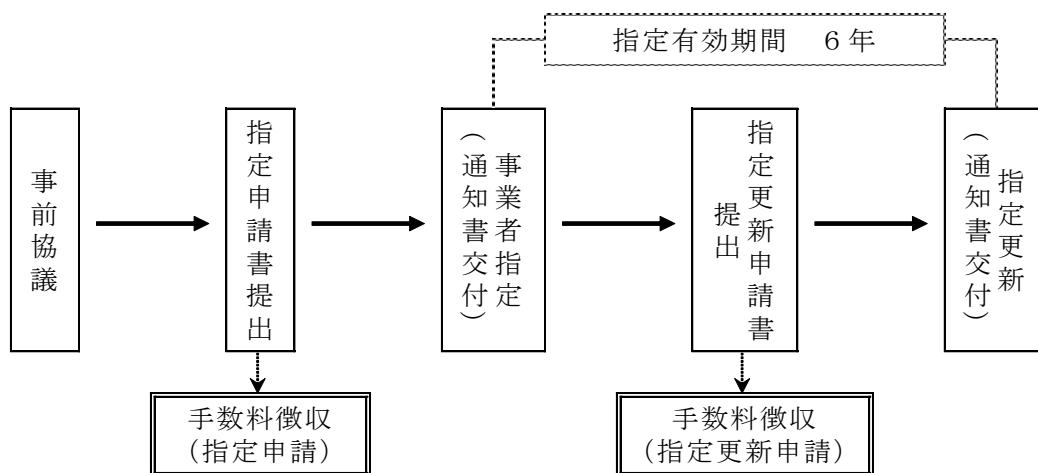 指定有効期間　６年
事前協議
指定申請書提出
事業者指定
（通知書交付）
指定更新申請書
提出
指定更新
（通知書交付）
手数料徴収
（指定申請）
手数料徴収
（指定更新申請）